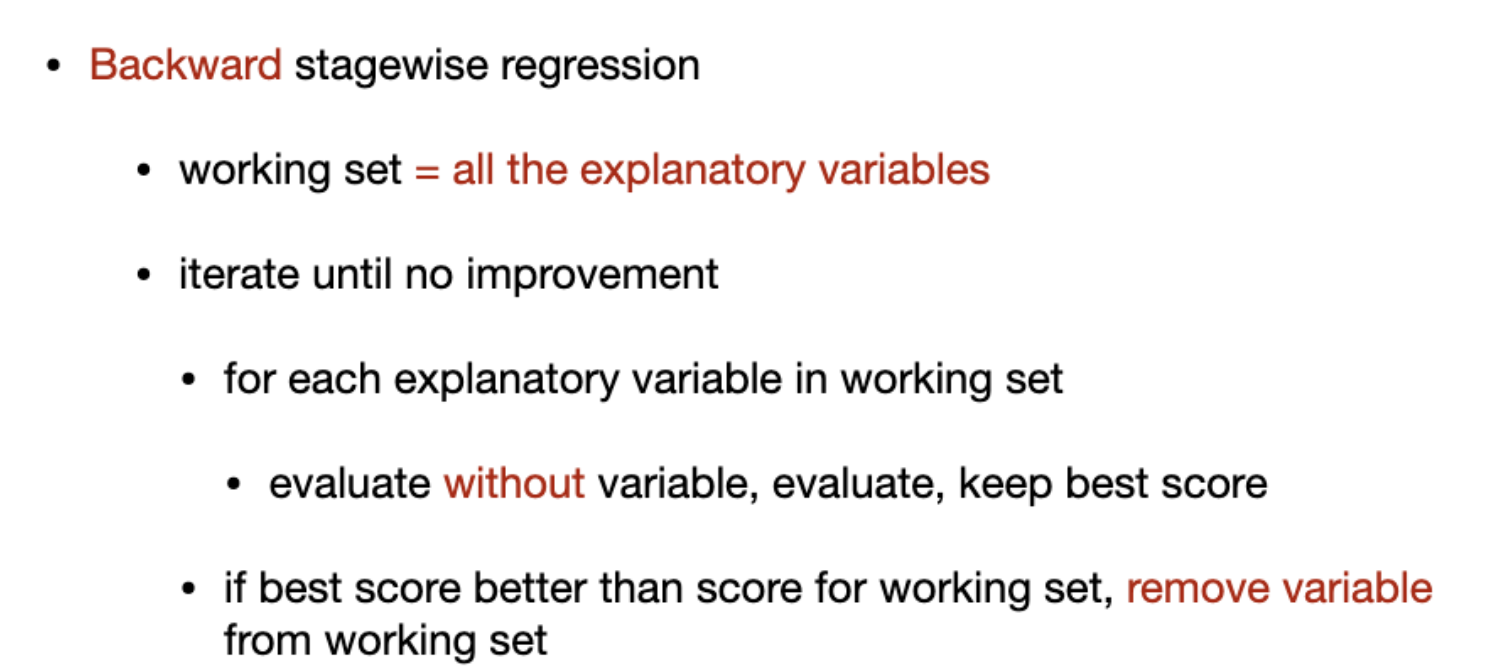 • Backward stagewise regression
• working set = all the explanatory variables
• iterate until no improvement
• for each explanatory variable in working set
• evaluate without variable, evaluate, keep best score
• if best score better than score for working set, remove variable
from working set